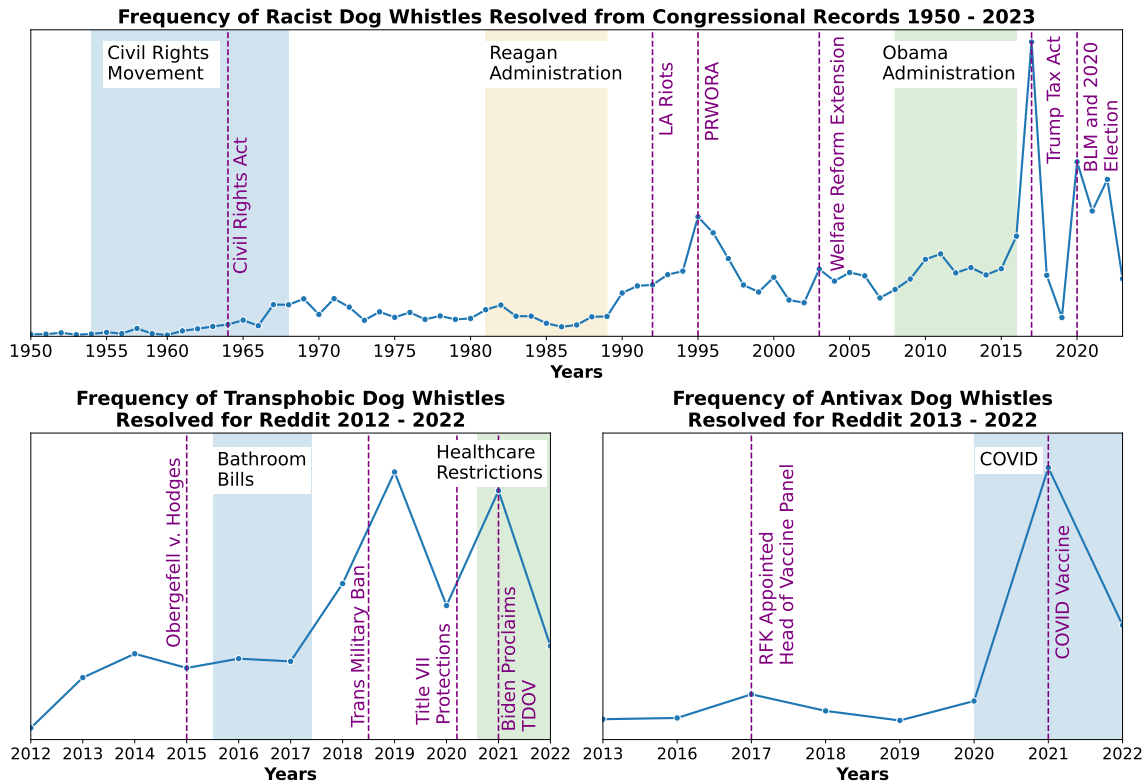 Frequency of Racist Dog Whistles Resolved from Congressional Records 1950 - 2023
Civil Rights
Movement
Civil Rights Act
Reagan
Administration
LA Riots
PRWORA
Welfare Reform Extension
Obama
Administration
Trump Tax Act
BLM and 2020
Election
1950 1955 1960 1965 1970 1975 1980 1985 1990 1995 2000 2005 2010 2015 2020
Years
Frequency of Transphobic Dog Whistles
Resolved for Reddit 2012 - 2022
Obergefell v. Hodges
Bathroom
Bills
Trans Military Ban
Title VII
Protections
Healthcare
Restrictions
Biden Proclaims
TDOV
2012 2013 2014 2015 2016 2017 2018 2019 2020 2021 2022
Years
Frequency of Antivax Dog Whistles
Resolved for Reddit 2013 - 2022
RFK Appointed
Head of Vaccine Panel
COVID
COVID Vaccine
2013 2016 2017 2018 2019 2020 2021 2022
Years